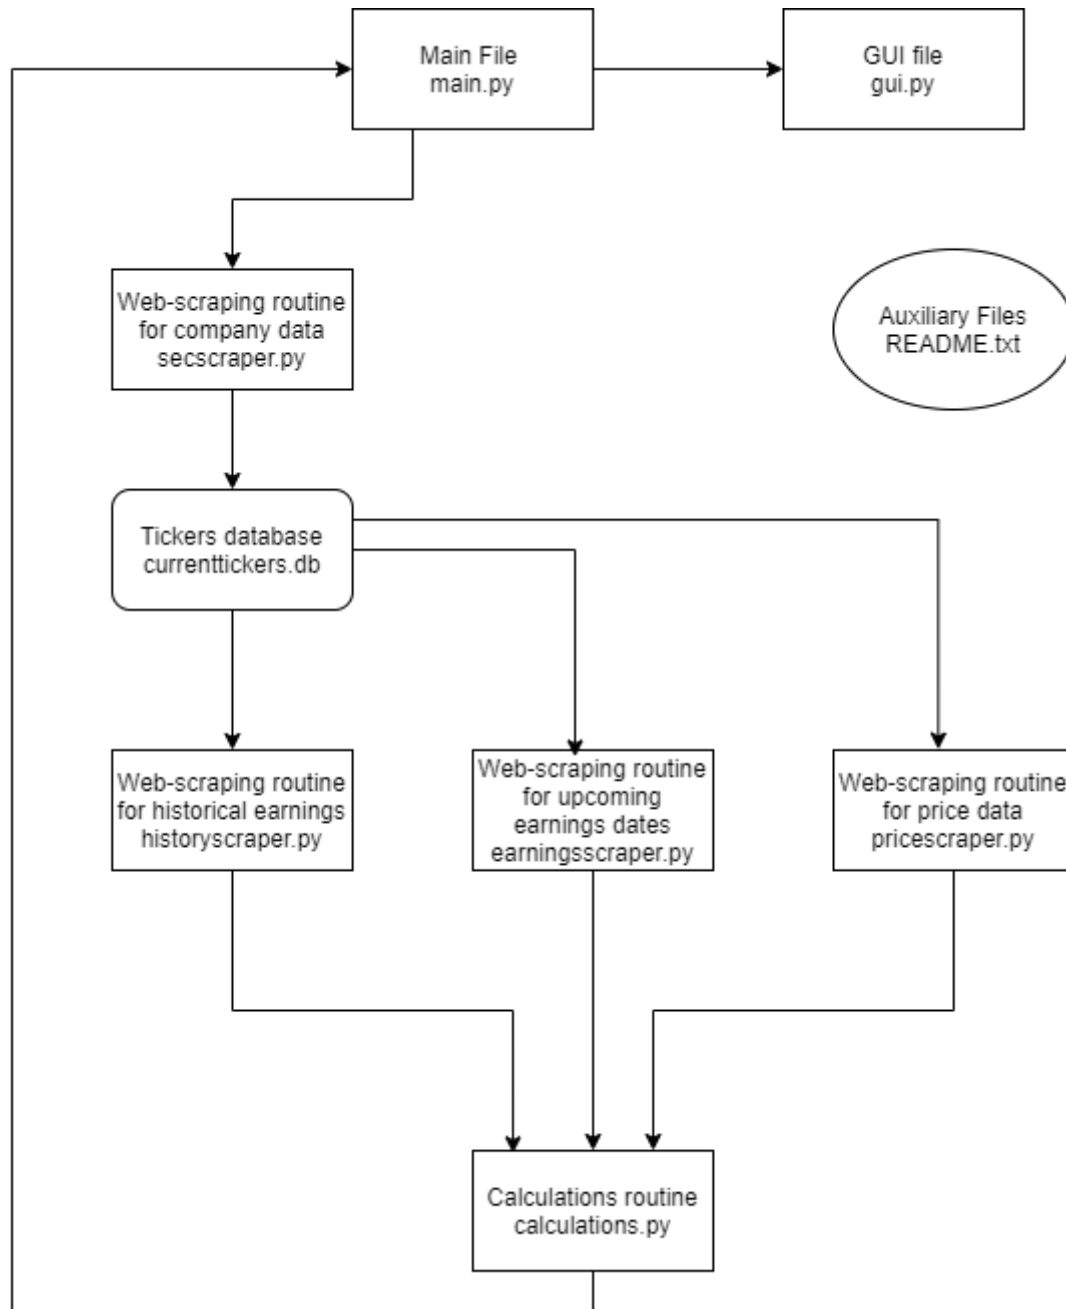 Main File
main.py
GUI file
gui.py
Web-scraping routine
for company data
secscraper.py
Auxiliary Files
README.txt
Tickers database
currenttickers.db
Web-scraping routine
for historical earnings
historyscraper.py
Web-scraping routine
for upcoming
earnings dates
earningsscraper.py
Web-scraping routine
for price data
pricescraper.py
Calculations routine
calculations.py